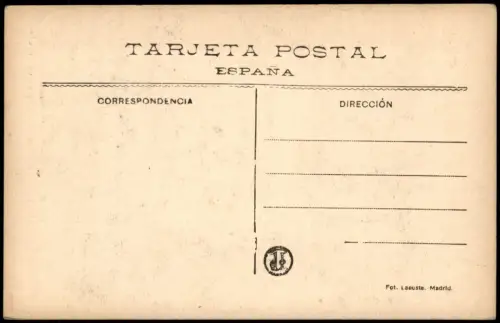 TARJETA POSTAL
ESPAÑA
CORRESPONDENCIA
DIRECCIÓN
Fot. Lacoste. Madrid.